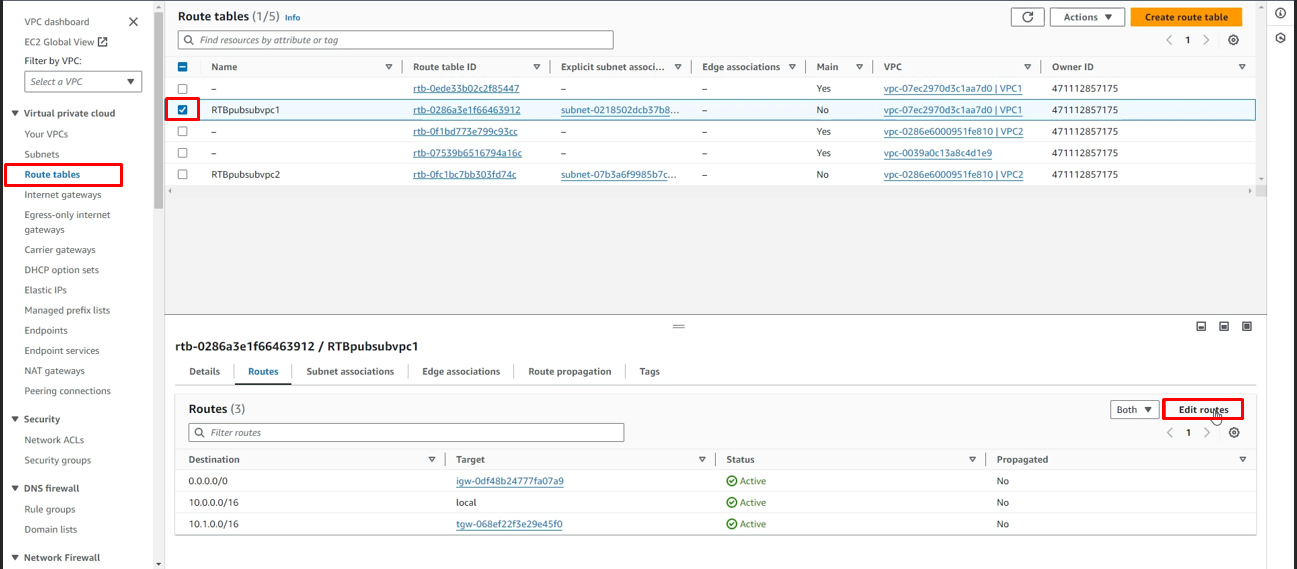 VPC dashboard
EC2 Global View
Filter by VPC:
Select a VPC
Virtual private cloud
Your VPCs
Subnets
Route tables
Internet gateways
Egress-only internet
gateways
Carrier gateways
DHCP option sets
Elastic IPs
Managed prefix lists
Endpoints
Endpoint services
NAT gateways
Peering connections
Security
Network ACLs
Security groups
DNS firewall
Rule groups
Domain lists
Network Firewall
Route tables (1/5) Info
Actions
Create route table
Find resources by attribute or tag
1
Name Route table ID Explicit subnet associ... Edge associations Main VPC Owner ID
– rtb-0ede33b02c2f85447 – – Yes vpc-07ec2970d3c1aa7d0 | VPC1 471112857175
RTBpubsubvpc1 rtb-0286a3e1f66463912 subnet-0218502dcb37b8... – No vpc-07ec2970d3c1aa7d0 | VPC1 471112857175
– rtb-0f1bd773e799c93cc – – Yes vpc-0286e6000951fe810 | VPC2 471112857175
– rtb-07539b6516794a16c – – Yes vpc-0039a0c13a8c4d1e9 471112857175
RTBpubsubvpc2 rtb-0fc1bc7bb303fd74c subnet-07b3a6f9985b7c... – No vpc-0286e6000951fe810 | VPC2 471112857175
rtb-0286a3e1f66463912 / RTBpubsubvpc1
Details Routes Subnet associations Edge associations Route propagation Tags
Routes (3)
Both
Edit routes
Filter routes
1
Destination Target Status Propagated
0.0.0.0/0 igw-0df48b24777fa07a9 Active No
10.0.0.0/16 local Active No
10.1.0.0/16 tgw-068ef22f3e29e45f0 Active No